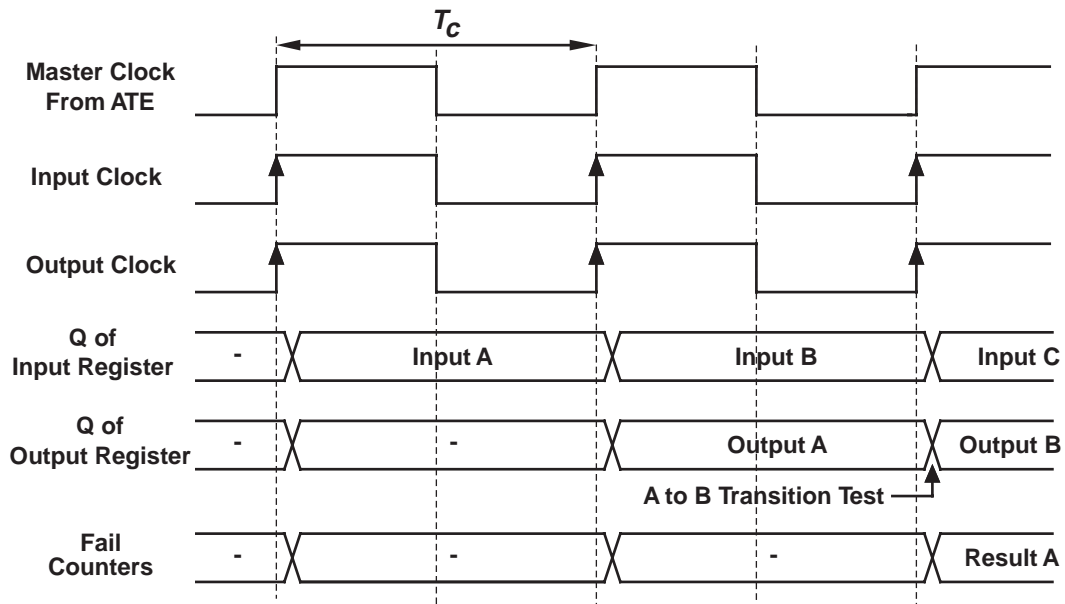 Tc
Master Clock
From ATE
Input Clock
Output Clock
Q of
Input Register
-
Input A
Input B
Input C
Q of
Output Register
-
-
Output A
Output B
A to B Transition Test
Fail
Counters
-
-
-
Result A